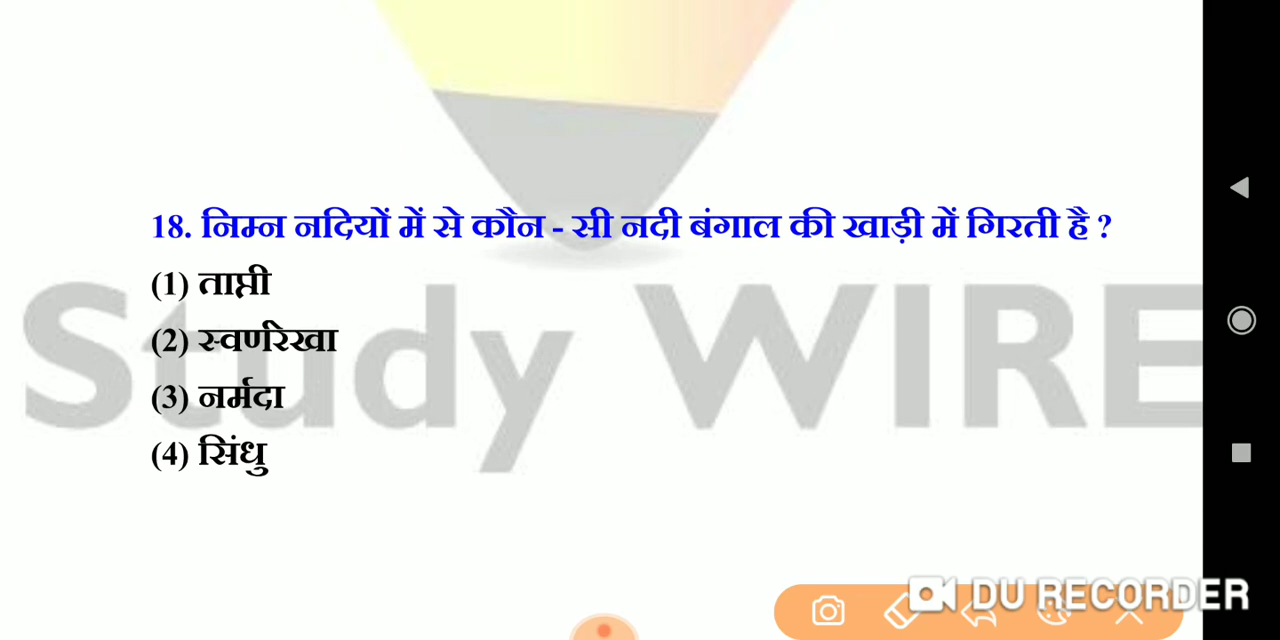 18. निम्न नदियों में से कौन - सी नदी बंगाल की खाड़ी में गिरती है ?
(1) ताप्ती
(2) स्वर्णरेखा
(3) नर्मदा
(4) सिंधु
Study WIRE
DU RECORDER